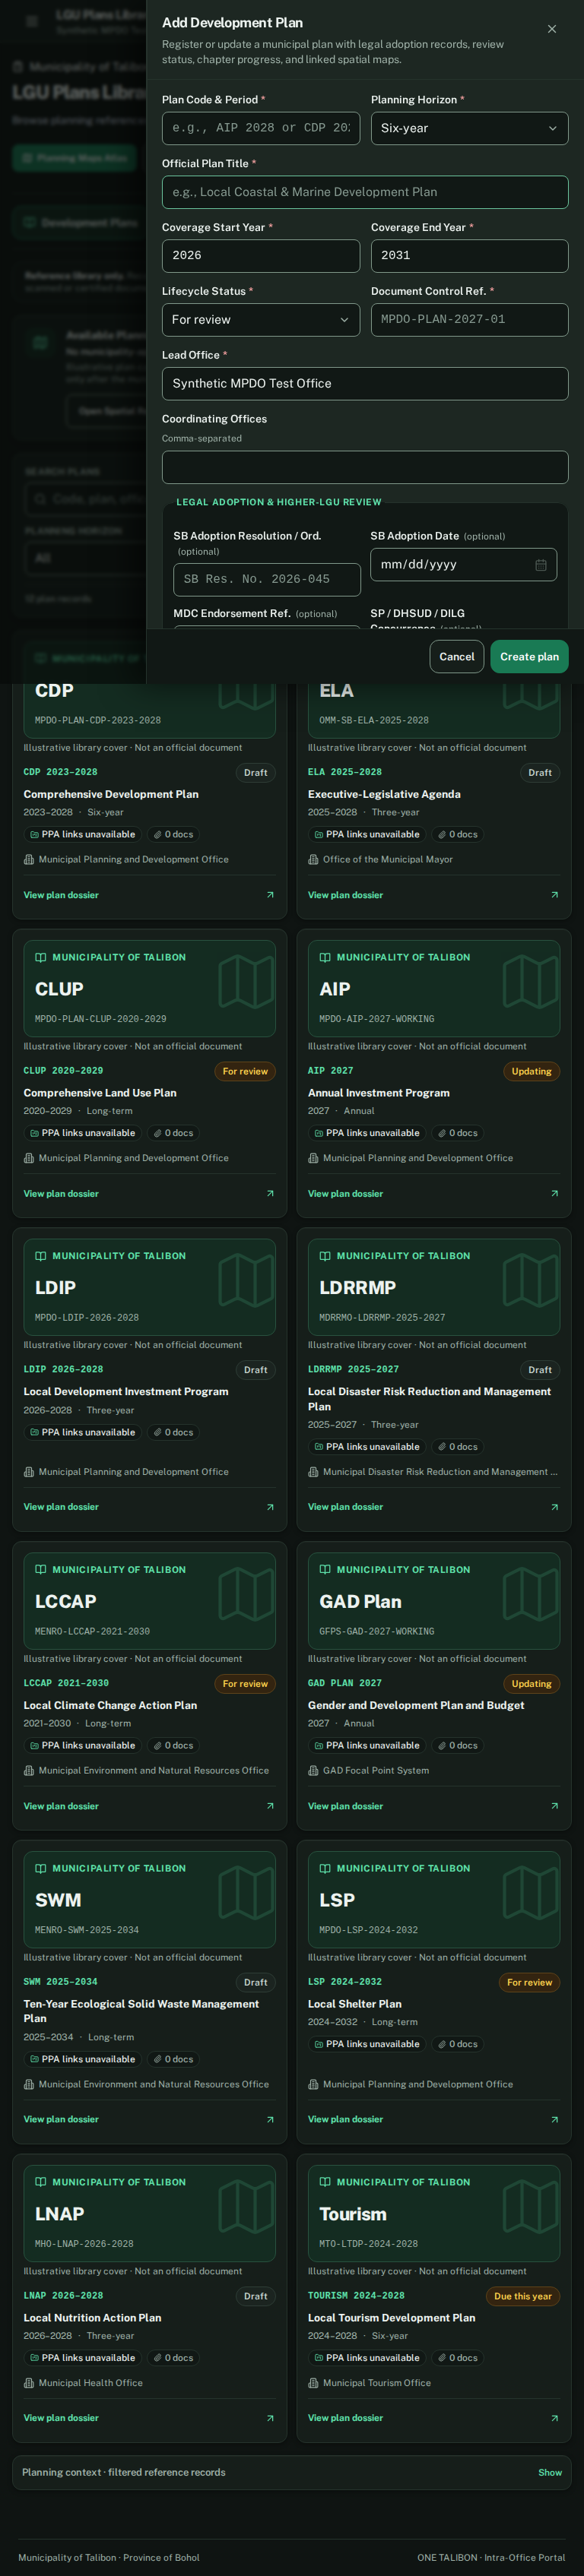 LGU Plans Libra
Municipality of Talibo
LGU Plans Libra
Planning Maps Atlas
Development Plans
Available Plann
SEARCH PLANS
PLANNING HORIZON
All
12 plan records
MUNICIPALITY OF T
Add Development Plan
Register or update a municipal plan with legal adoption records, review
status, chapter progress, and linked spatial maps.
Plan Code & Period *
Planning Horizon *
e.g., AIP 2028 or CDP 202
Six-year
Official Plan Title *
e.g., Local Coastal & Marine Development Plan
Coverage Start Year *
Coverage End Year *
2026
2031
Lifecycle Status *
Document Control Ref. *
For review
MPDO-PLAN-2027-01
Lead Office *
Synthetic MPDO Test Office
Coordinating Offices
Comma-separated
LEGAL ADOPTION & HIGHER-LGU REVIEW
SB Adoption Resolution / Ord.
(optional)
SB Adoption Date (optional)
SB Res. No. 2026-045
mm/dd/yyyy
MDC Endorsement Ref. (optional)
SP / DHSUD / DILG
Concurrence (optional)
Cancel
Create plan
CDP
MPDO-PLAN-CDP-2023-2028
Illustrative library cover · Not an official document
CDP 2023–2028
Draft
Comprehensive Development Plan
2023–2028 · Six-year
PPA links unavailable
0 docs
Municipal Planning and Development Office
View plan dossier
ELA
OMM-SB-ELA-2025-2028
Illustrative library cover · Not an official document
ELA 2025–2028
Draft
Executive-Legislative Agenda
2025–2028 · Three-year
PPA links unavailable
0 docs
Office of the Municipal Mayor
View plan dossier
MUNICIPALITY OF TALIBON
CLUP
MPDO-PLAN-CLUP-2020-2029
Illustrative library cover · Not an official document
CLUP 2020–2029
For review
Comprehensive Land Use Plan
2020–2029 · Long-term
PPA links unavailable
0 docs
Municipal Planning and Development Office
View plan dossier
MUNICIPALITY OF TALIBON
AIP
MPDO-AIP-2027-WORKING
Illustrative library cover · Not an official document
AIP 2027
Updating
Annual Investment Program
2027 · Annual
PPA links unavailable
0 docs
Municipal Planning and Development Office
View plan dossier
MUNICIPALITY OF TALIBON
LDIP
MPDO-LDIP-2026-2028
Illustrative library cover · Not an official document
LDIP 2026–2028
Draft
Local Development Investment Program
2026–2028 · Three-year
PPA links unavailable
0 docs
Municipal Planning and Development Office
View plan dossier
MUNICIPALITY OF TALIBON
LDRRMP
MDRRMO-LDRRMP-2025-2027
Illustrative library cover · Not an official document
LDRRMP 2025–2027
Draft
Local Disaster Risk Reduction and Management
Plan
2025–2027 · Three-year
PPA links unavailable
0 docs
Municipal Disaster Risk Reduction and Management ...
View plan dossier
MUNICIPALITY OF TALIBON
LCCAP
MENRO-LCCAP-2021-2030
Illustrative library cover · Not an official document
LCCAP 2021–2030
For review
Local Climate Change Action Plan
2021–2030 · Long-term
PPA links unavailable
0 docs
Municipal Environment and Natural Resources Office
View plan dossier
MUNICIPALITY OF TALIBON
GAD Plan
GFPS-GAD-2027-WORKING
Illustrative library cover · Not an official document
GAD PLAN 2027
Updating
Gender and Development Plan and Budget
2027 · Annual
PPA links unavailable
0 docs
GAD Focal Point System
View plan dossier
MUNICIPALITY OF TALIBON
SWM
MENRO-SWM-2025-2034
Illustrative library cover · Not an official document
SWM 2025–2034
Draft
Ten-Year Ecological Solid Waste Management
Plan
2025–2034 · Long-term
PPA links unavailable
0 docs
Municipal Environment and Natural Resources Office
View plan dossier
MUNICIPALITY OF TALIBON
LSP
MPDO-LSP-2024-2032
Illustrative library cover · Not an official document
LSP 2024–2032
For review
Local Shelter Plan
2024–2032 · Long-term
PPA links unavailable
0 docs
Municipal Planning and Development Office
View plan dossier
MUNICIPALITY OF TALIBON
LNAP
MHO-LNAP-2026-2028
Illustrative library cover · Not an official document
LNAP 2026–2028
Draft
Local Nutrition Action Plan
2026–2028 · Three-year
PPA links unavailable
0 docs
Municipal Health Office
View plan dossier
MUNICIPALITY OF TALIBON
Tourism
MTO-LTDP-2024-2028
Illustrative library cover · Not an official document
TOURISM 2024–2028
Due this year
Local Tourism Development Plan
2024–2028 · Six-year
PPA links unavailable
0 docs
Municipal Tourism Office
View plan dossier
Planning context · filtered reference records
Show
Municipality of Talibon · Province of Bohol
ONE TALIBON · Intra-Office Portal